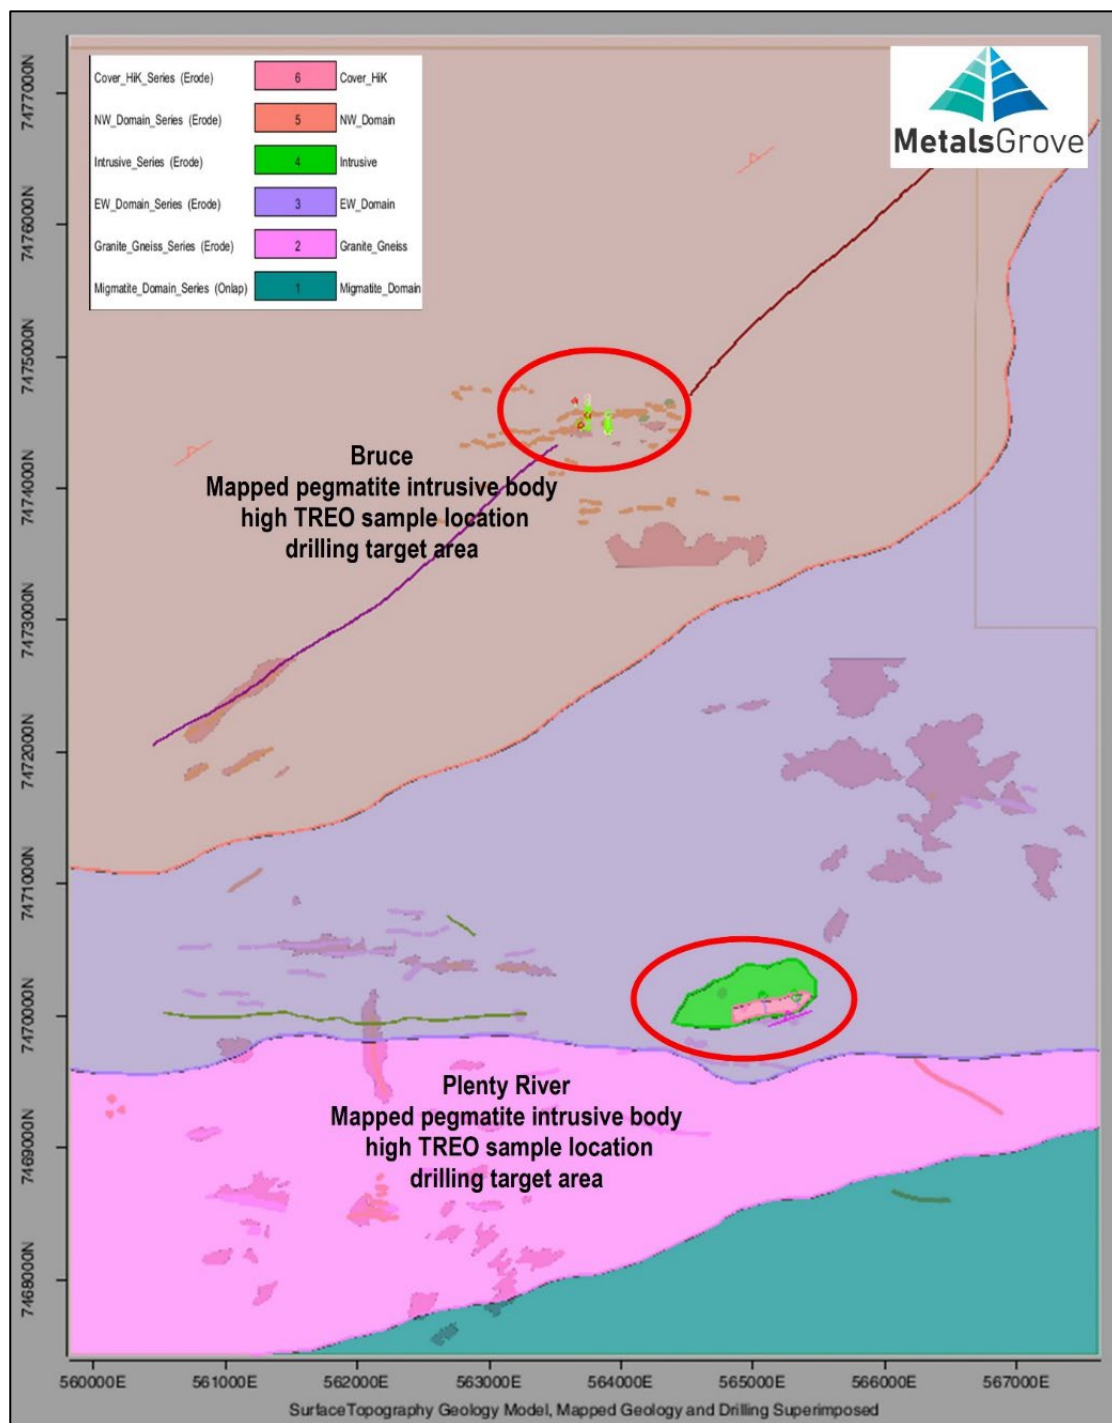 Cover_HiK_Series (Erode) 6 Cover_HiK
NW_Domain_Series (Erode) 5 NW_Domain
Intrusive_Series (Erode) 4 Intrusive
EW_Domain_Series (Erode) 3 EW_Domain
Granite_Gneiss_Series (Erode) 2 Granite_Gneiss
Migmatite_Domain_Series (Onlap) 1 Migmatite_Domain
MetalsGrove
7477000N
7476000N
7475000N
7474000N
7473000N
7472000N
7471000N
7470000N
7469000N
7468000N
Bruce
Mapped pegmatite intrusive body
high TREO sample location
drilling target area
Plenty River
Mapped pegmatite intrusive body
high TREO sample location
drilling target area
560000E 561000E 562000E 563000E 564000E 565000E 566000E 567000E
SurfaceTopography Geology Model, Mapped Geology and Drilling Superimposed